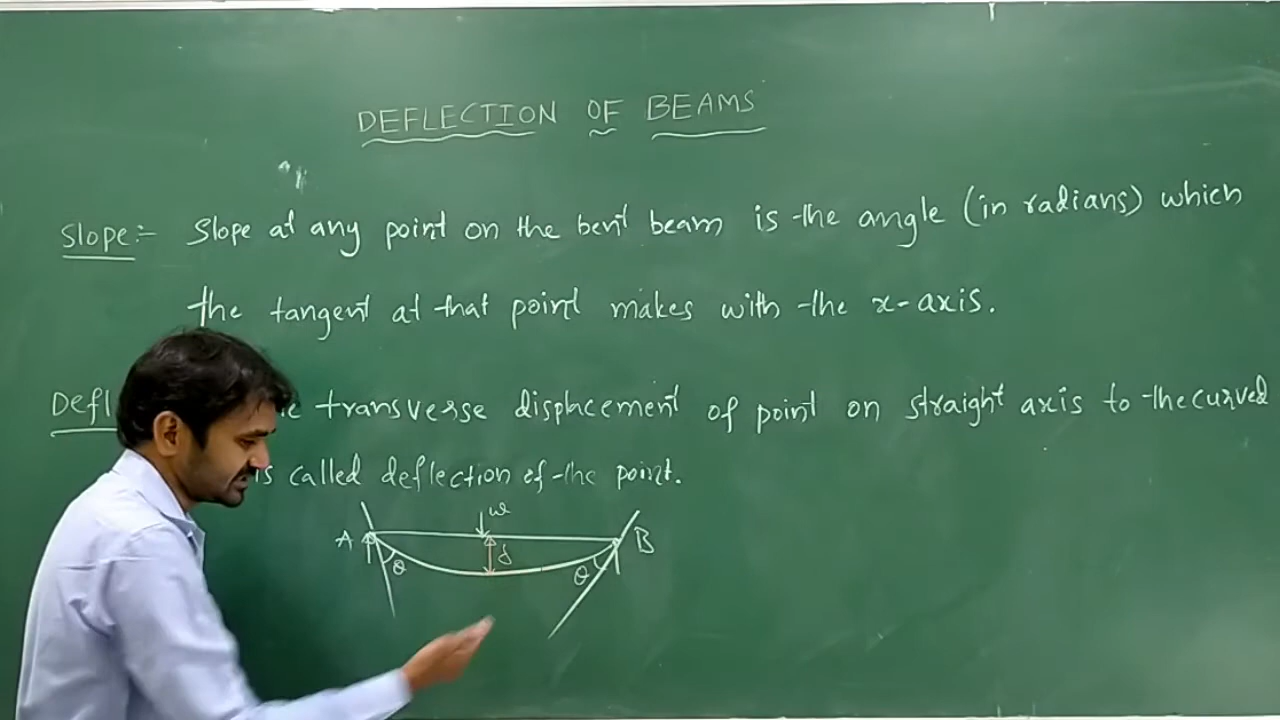 DEFLECTION OF BEAMS
Slope:- Slope at any point on the bent beam is the angle (in radians) which
the tangent at that point makes with the x-axis.
Defl transverse displacement of point on straight axis to the curved
is called deflection of the point.
w
A B
δ
θ θ